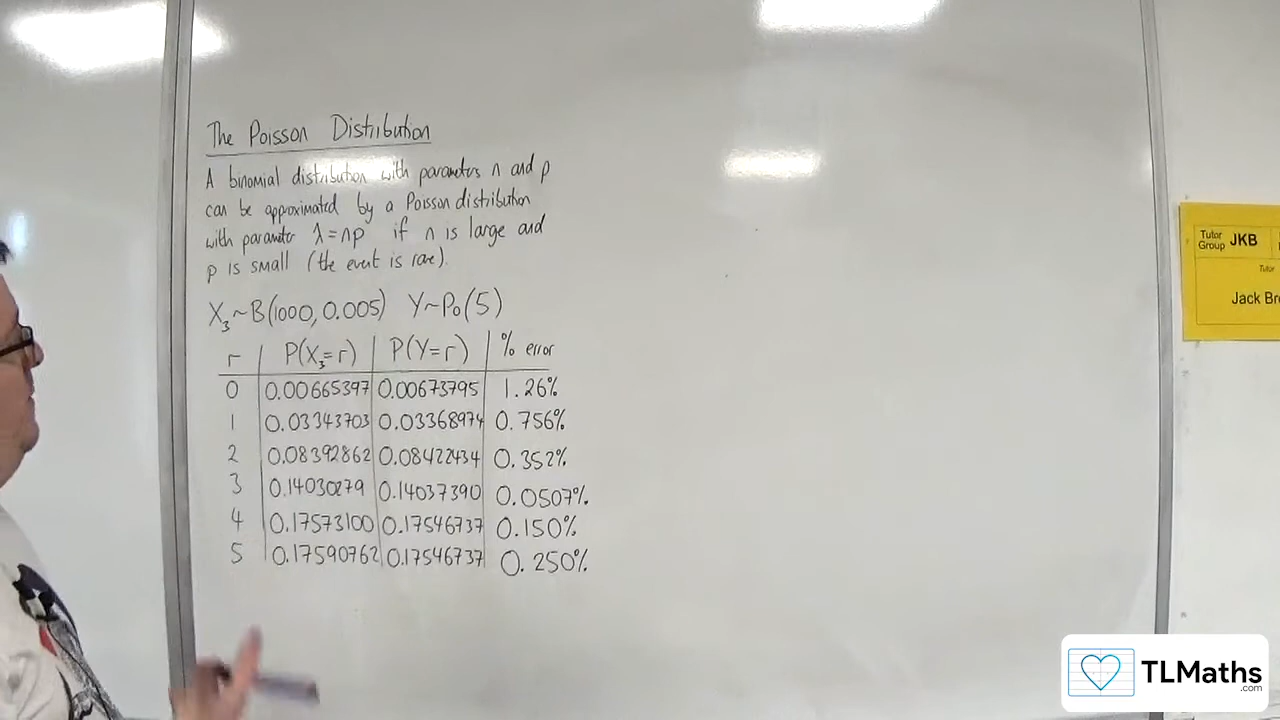 The Poisson Distribution
A binomial distribution with parameters n and p
can be approximated by a Poisson distribution
with parameter λ=np if n is large and
p is small (the event is rare).
X₃~B(1000, 0.005) Y~Po(5)
r P(X₃=r) P(Y=r) % error
0 0.00665397 0.00673795 1.26%
1 0.03343703 0.03368974 0.756%
2 0.08392862 0.08422434 0.352%
3 0.14030279 0.14037390 0.0507%
4 0.17573100 0.17546737 0.150%
5 0.17590762 0.17546737 0.250%
Tutor Group JKB
Tutor
Jack Br
TLMaths
.com